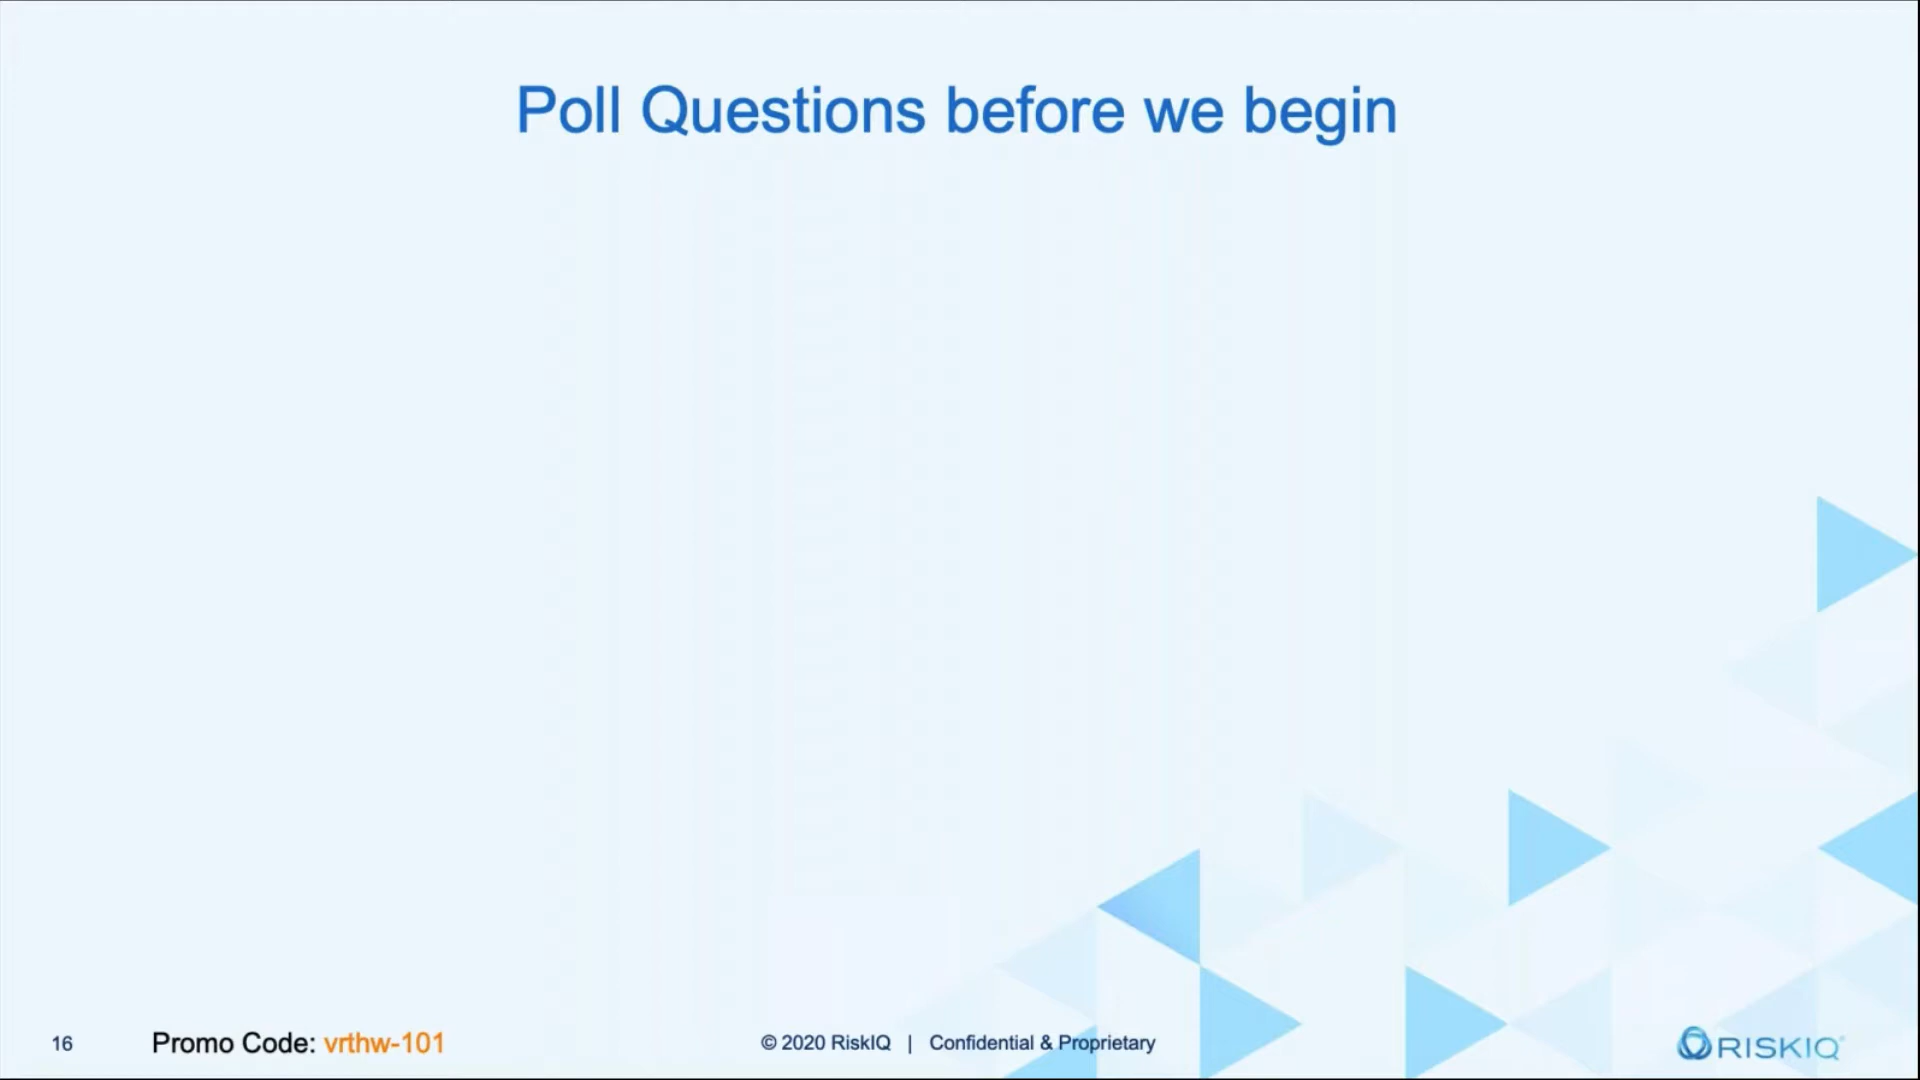 Poll Questions before we begin
16
Promo Code: vrthw-101
© 2020 RiskIQ | Confidential & Proprietary
RISKIQ